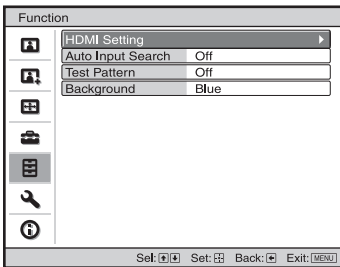 Function
HDMI Setting
Auto Input Search Off
Test Pattern Off
Background Blue
Sel: Set: Back: Exit: MENU